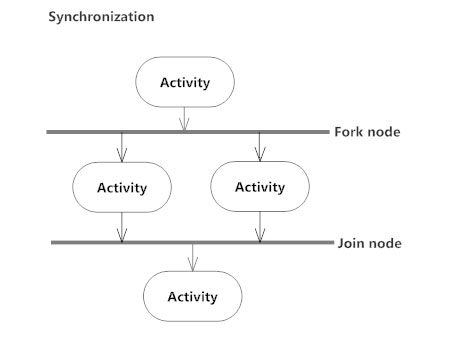 Synchronization
Activity
Fork node
Activity
Activity
Join node
Activity